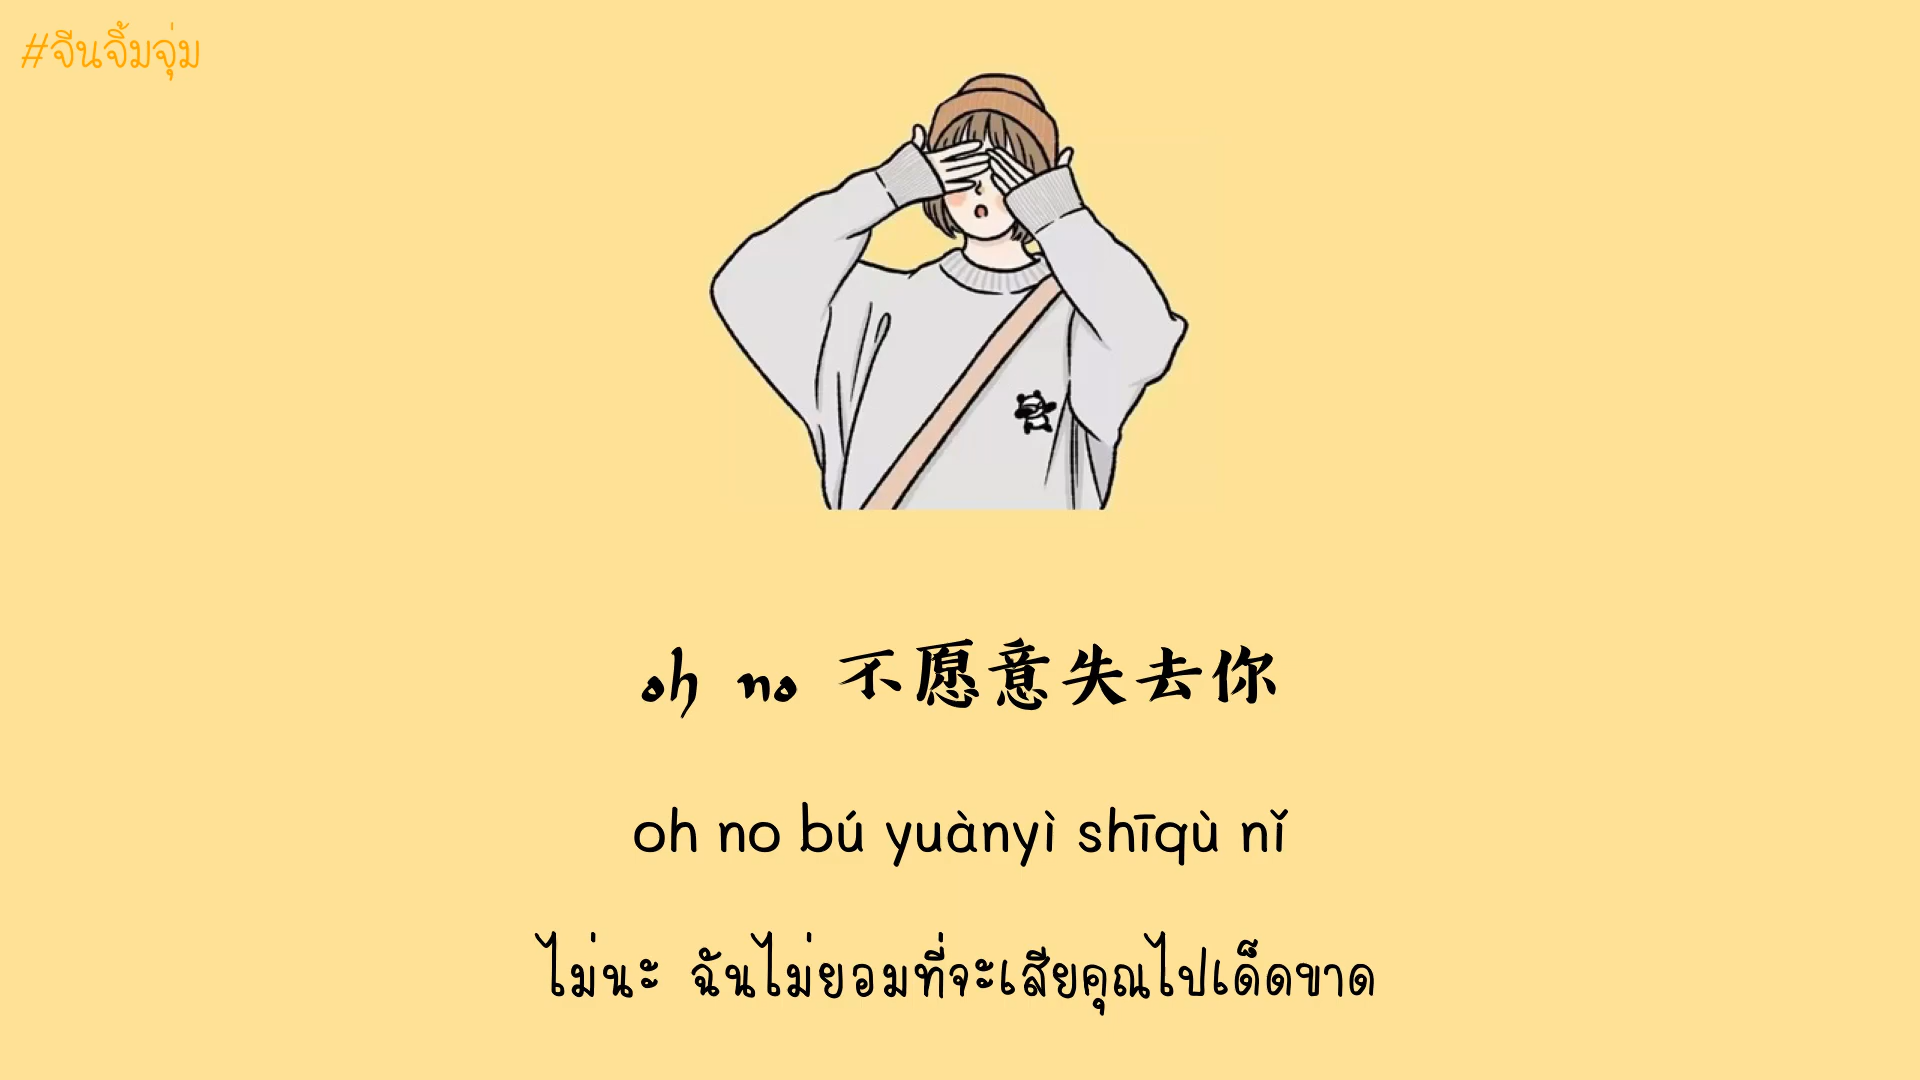 #จีนจิ้มจุ่ม
oh no 不愿意失去你
oh no bú yuànyì shīqù nǐ
ไม่นะ ฉันไม่ยอมที่จะเสียคุณไปเด็ดขาด